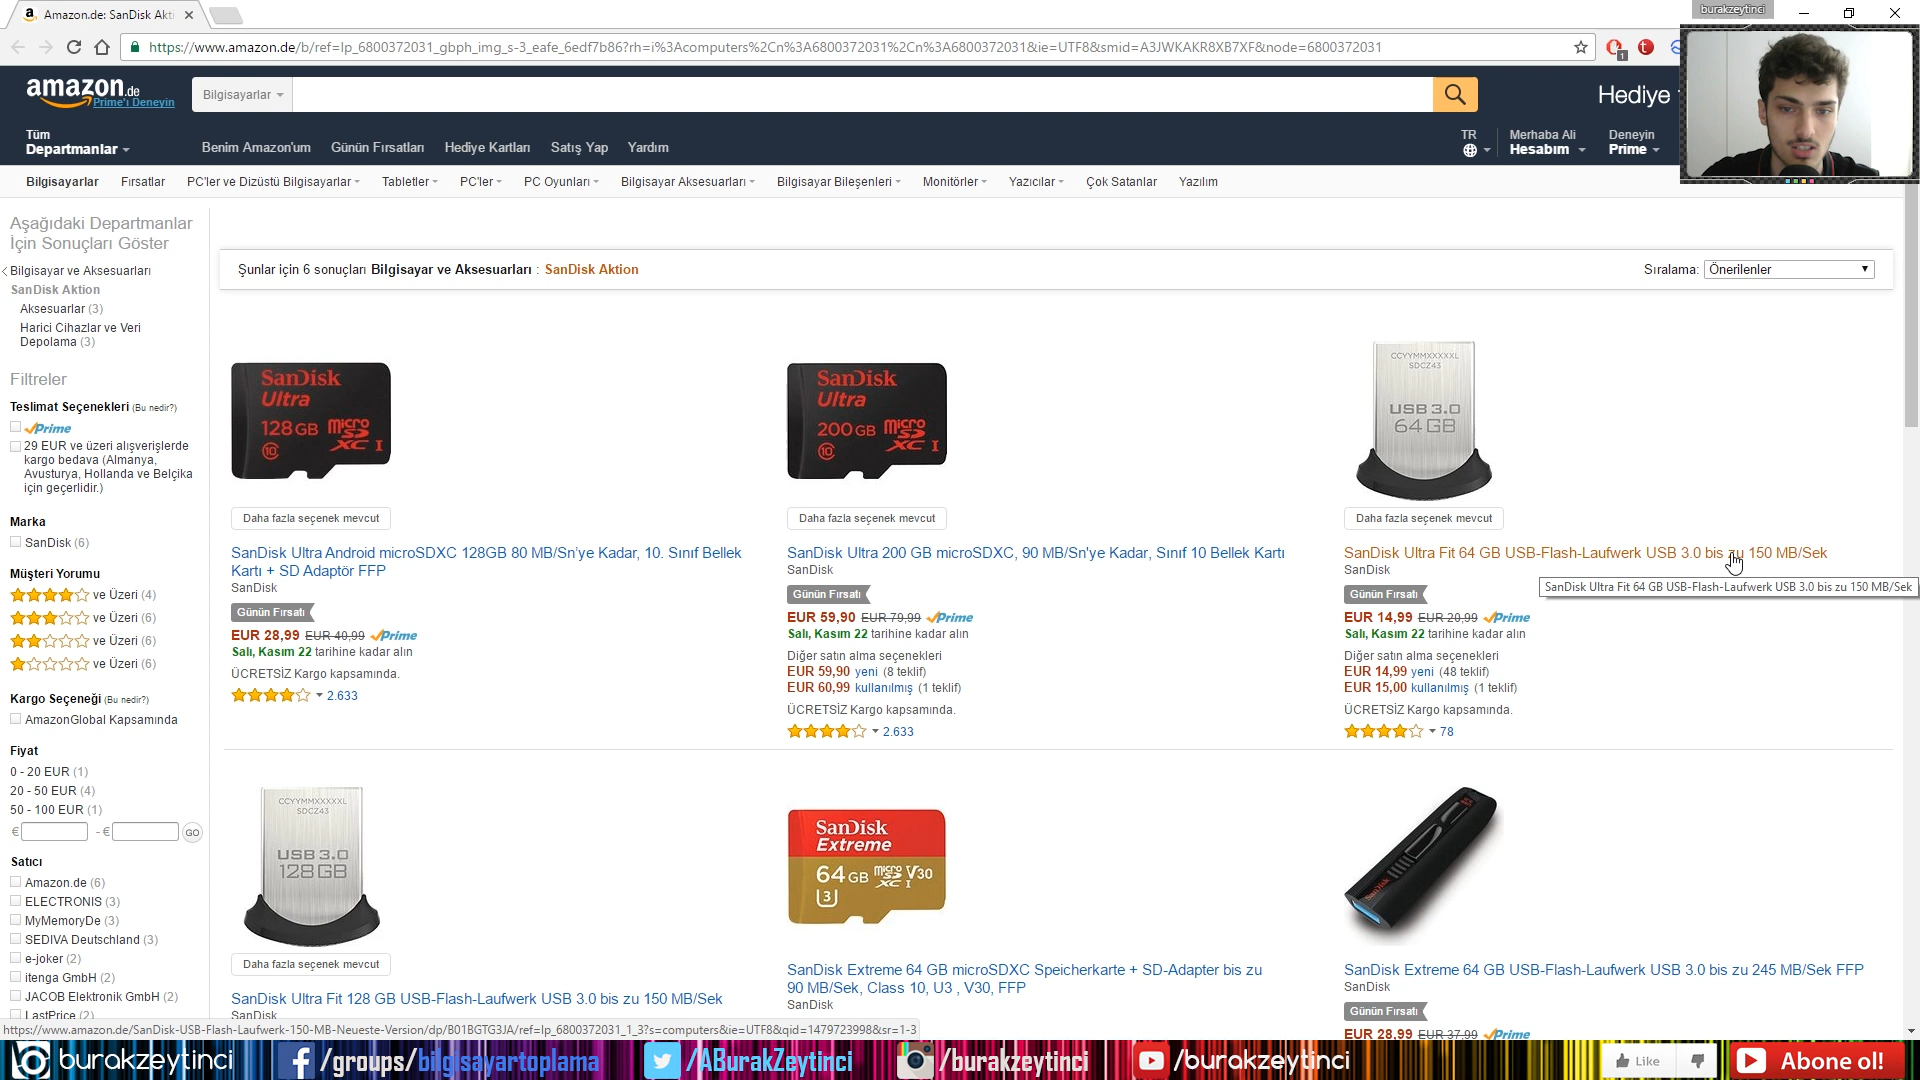 Amazon.de: SanDisk Akti
burakzeytinci
https://www.amazon.de/b/ref=lp_6800372031_gbph_img_s-3_eafe_6edf7b86?rh=i%3Acomputers%2Cn%3A6800372031%2Cn%3A6800372031&ie=UTF8&smid=A3JWKAKR8XB7XF&node=6800372031
amazon.de
Prime'ı Deneyin
Bilgisayarlar
Hediye
Tüm
Departmanlar
Benim Amazon'um Günün Fırsatları Hediye Kartları Satış Yap Yardım
TR
Merhaba Ali
Hesabım
Deneyin
Prime
Bilgisayarlar Fırsatlar PC'ler ve Dizüstü Bilgisayarlar Tabletler PC'ler PC Oyunları Bilgisayar Aksesuarları Bilgisayar Bileşenleri Monitörler Yazıcılar Çok Satanlar Yazılım
Aşağıdaki Departmanlar
İçin Sonuçları Göster
Bilgisayar ve Aksesuarları
SanDisk Aktion
Aksesuarlar (3)
Harici Cihazlar ve Veri
Depolama (3)
Filtreler
Teslimat Seçenekleri (Bu nedir?)
Prime
29 EUR ve üzeri alışverişlerde
kargo bedava (Almanya,
Avusturya, Hollanda ve Belçika
için geçerlidir.)
Marka
SanDisk (6)
Müşteri Yorumu
ve Üzeri (4)
ve Üzeri (6)
ve Üzeri (6)
ve Üzeri (6)
Kargo Seçeneği (Bu nedir?)
AmazonGlobal Kapsamında
Fiyat
0 - 20 EUR (1)
20 - 50 EUR (4)
50 - 100 EUR (1)
€ - € GO
Satıcı
Amazon.de (6)
ELECTRONIS (3)
MyMemoryDe (3)
SEDIVA Deutschland (3)
e-joker (2)
itenga GmbH (2)
JACOB Elektronik GmbH (2)
LastPrice (2)
Şunlar için 6 sonuçları Bilgisayar ve Aksesuarları : SanDisk Aktion
Sıralama: Önerilenler
SanDisk
Ultra
128GB micro
SD
XC I
10
Daha fazla seçenek mevcut
SanDisk Ultra Android microSDXC 128GB 80 MB/Sn'ye Kadar, 10. Sınıf Bellek
Kartı + SD Adaptör FFP
SanDisk
Günün Fırsatı
EUR 28,99 EUR 40,99 Prime
Salı, Kasım 22 tarihine kadar alın
ÜCRETSİZ Kargo kapsamında.
2.633
SanDisk
Ultra
200GB micro
SD
XC I
10
Daha fazla seçenek mevcut
SanDisk Ultra 200 GB microSDXC, 90 MB/Sn'ye Kadar, Sınıf 10 Bellek Kartı
SanDisk
Günün Fırsatı
EUR 59,90 EUR 79,99 Prime
Salı, Kasım 22 tarihine kadar alın
Diğer satın alma seçenekleri
EUR 59,90 yeni (8 teklif)
EUR 60,99 kullanılmış (1 teklif)
ÜCRETSİZ Kargo kapsamında.
2.633
CCYYMMXXXXXL
SDCZ43
USB 3.0
64 GB
Daha fazla seçenek mevcut
SanDisk Ultra Fit 64 GB USB-Flash-Laufwerk USB 3.0 bis zu 150 MB/Sek
SanDisk
SanDisk Ultra Fit 64 GB USB-Flash-Laufwerk USB 3.0 bis zu 150 MB/Sek
Günün Fırsatı
EUR 14,99 EUR 20,99 Prime
Salı, Kasım 22 tarihine kadar alın
Diğer satın alma seçenekleri
EUR 14,99 yeni (48 teklif)
EUR 15,00 kullanılmış (1 teklif)
ÜCRETSİZ Kargo kapsamında.
78
CCYYMMXXXXXL
SDCZ43
USB 3.0
128 GB
Daha fazla seçenek mevcut
SanDisk Ultra Fit 128 GB USB-Flash-Laufwerk USB 3.0 bis zu 150 MB/Sek
SanDisk
SanDisk
Extreme
64GB micro
SD
XC I V30
U3
SanDisk Extreme 64 GB microSDXC Speicherkarte + SD-Adapter bis zu
90 MB/Sek, Class 10, U3 , V30, FFP
SanDisk
SanDisk
SanDisk Extreme 64 GB USB-Flash-Laufwerk USB 3.0 bis zu 245 MB/Sek FFP
SanDisk
Günün Fırsatı
EUR 28,99 EUR 37,99 Prime
https://www.amazon.de/SanDisk-USB-Flash-Laufwerk-150-MB-Neueste-Version/dp/B01BGTG3JA/ref=lp_6800372031_1_3?s=computers&ie=UTF8&qid=1479723998&sr=1-3
burakzeytinci /groups/bilgisayartoplama /ABurakZeytinci /burakzeytinci /burakzeytinci Like Abone ol!